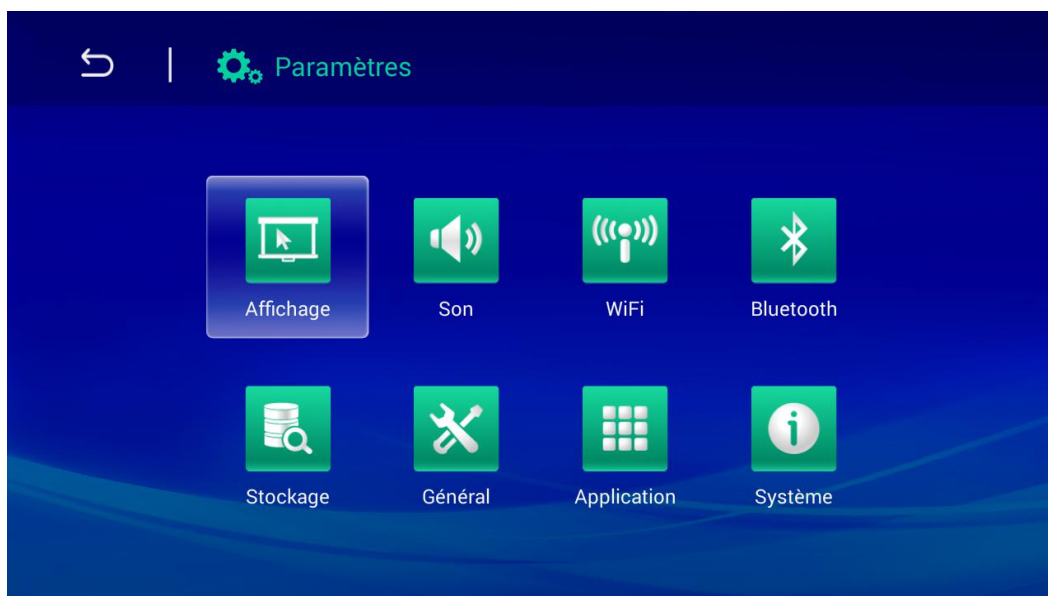 Paramètres
Affichage Son WiFi Bluetooth
Stockage Général Application Système